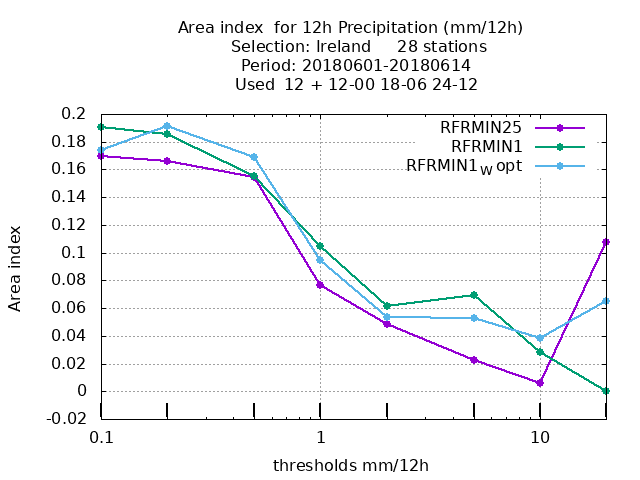 Area index  for 12h Precipitation (mm/12h)
Selection: Ireland     28 stations
Period: 20180601-20180614
Used  12 + 12-00 18-06 24-12
RFRMIN25
RFRMIN1
RFRMIN1w opt
Area index
0.2
0.18
0.16
0.14
0.12
0.1
0.08
0.06
0.04
0.02
0
-0.02
0.1 1 10
thresholds mm/12h